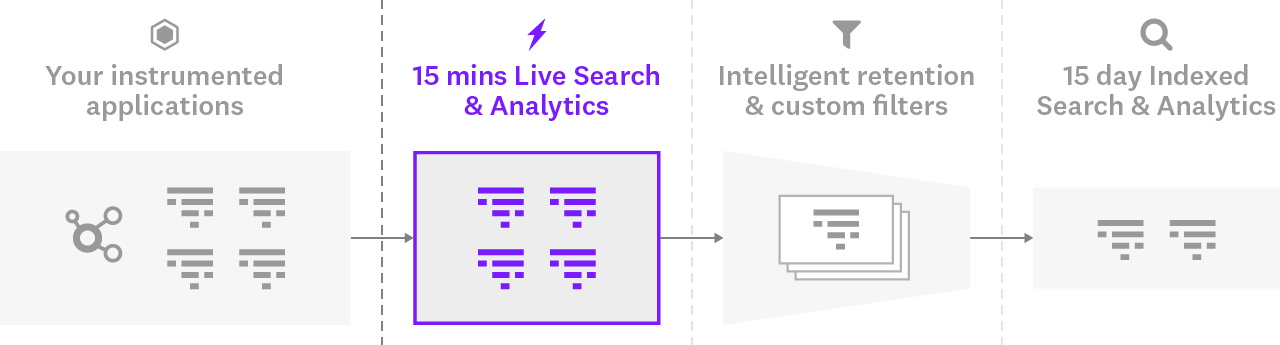 Your instrumented
applications
15 mins Live Search
& Analytics
Intelligent retention
& custom filters
15 day Indexed
Search & Analytics